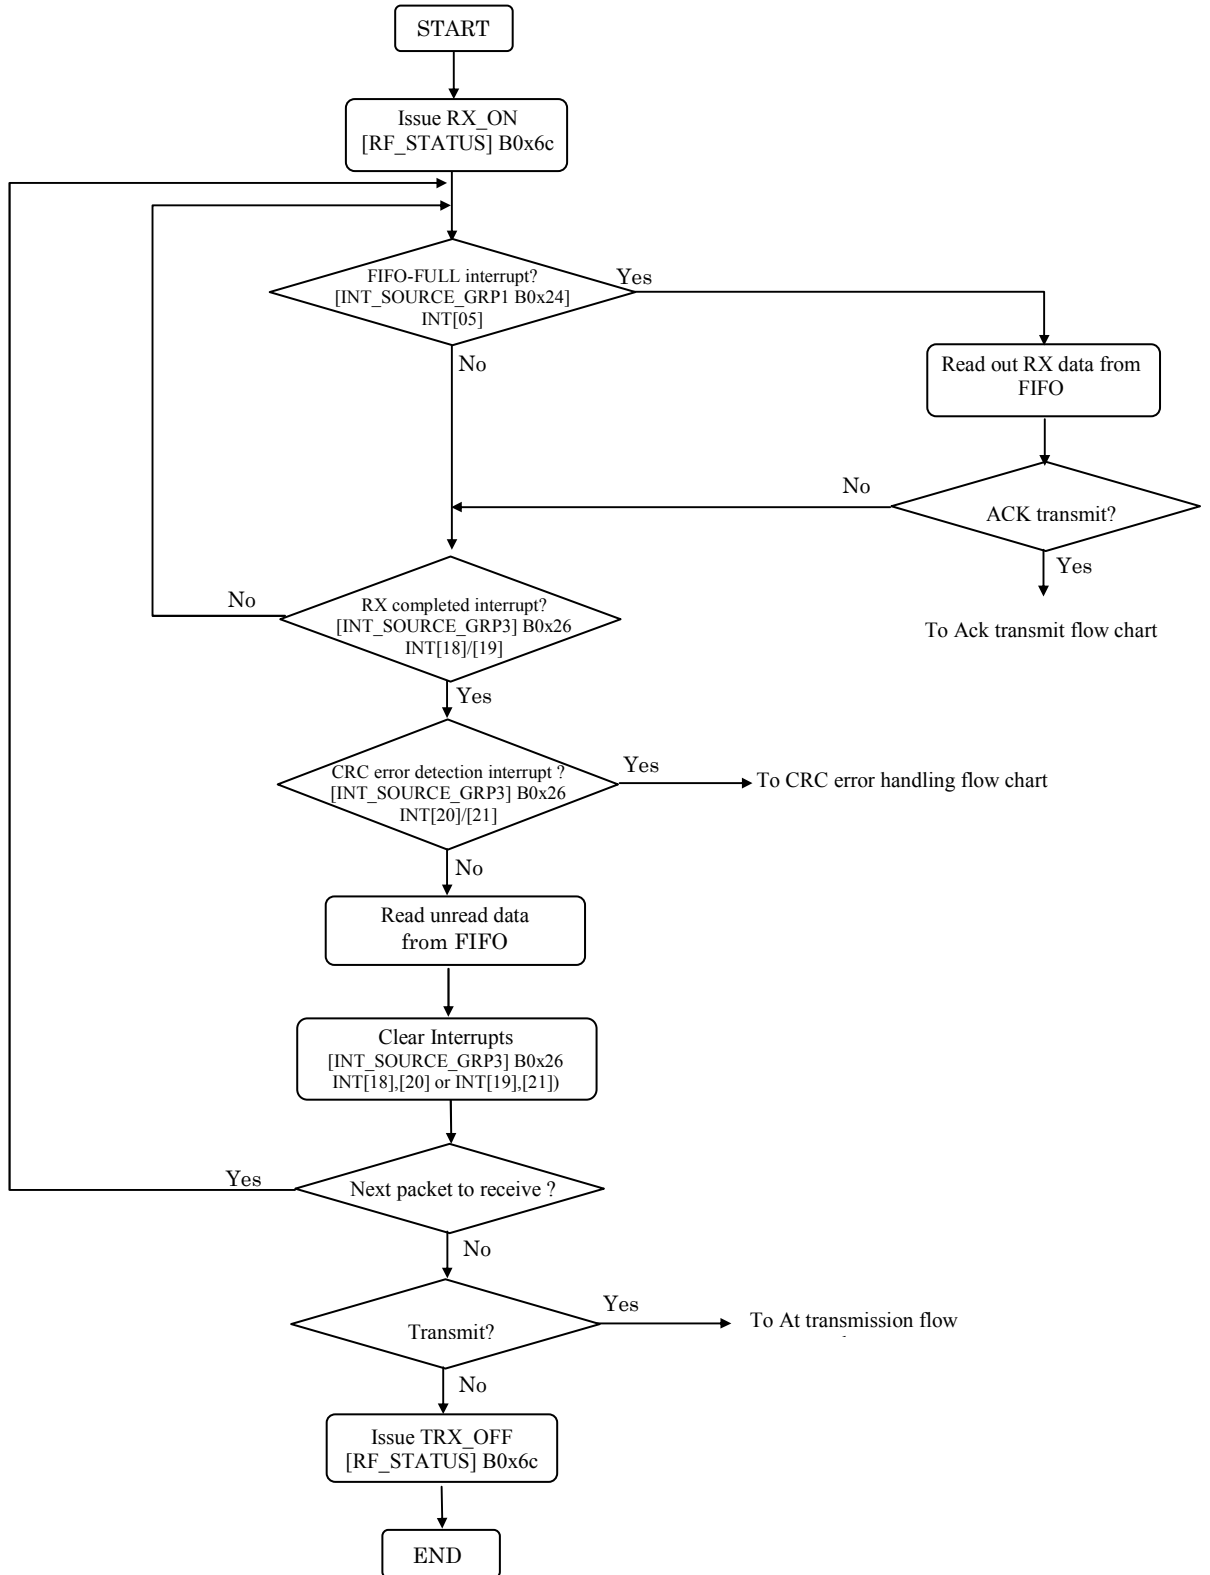 START
Issue RX_ON
[RF_STATUS] B0x6c
FIFO-FULL interrupt?
[INT_SOURCE_GRP1 B0x24]
INT[05]
Yes
No
Read out RX data from
FIFO
ACK transmit?
No
Yes
To Ack transmit flow chart
RX completed interrupt?
[INT_SOURCE_GRP3] B0x26
INT[18]/[19]
No
Yes
CRC error detection interrupt ?
[INT_SOURCE_GRP3] B0x26
INT[20]/[21]
Yes
To CRC error handling flow chart
No
Read unread data
from FIFO
Clear Interrupts
[INT_SOURCE_GRP3] B0x26
INT[18],[20] or INT[19],[21])
Next packet to receive ?
Yes
No
Transmit?
Yes
To At transmission flow
No
Issue TRX_OFF
[RF_STATUS] B0x6c
END